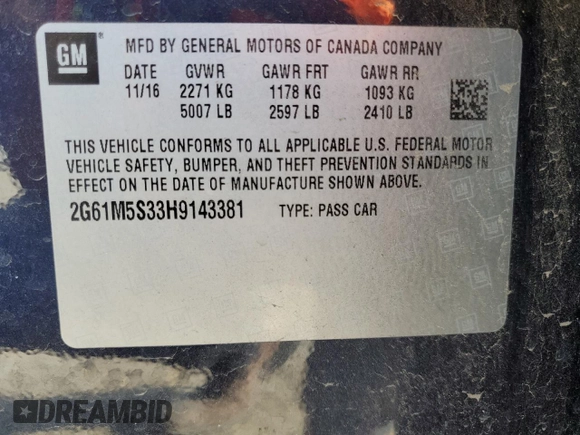 GM
MFD BY GENERAL MOTORS OF CANADA COMPANY
DATE GVWR GAWR FRT GAWR RR
11/16 2271 KG 1178 KG 1093 KG
5007 LB 2597 LB 2410 LB
THIS VEHICLE CONFORMS TO ALL APPLICABLE U.S. FEDERAL MOTOR
VEHICLE SAFETY, BUMPER, AND THEFT PREVENTION STANDARDS IN
EFFECT ON THE DATE OF MANUFACTURE SHOWN ABOVE.
2G61M5S33H9143381 TYPE: PASS CAR
DREAMBID